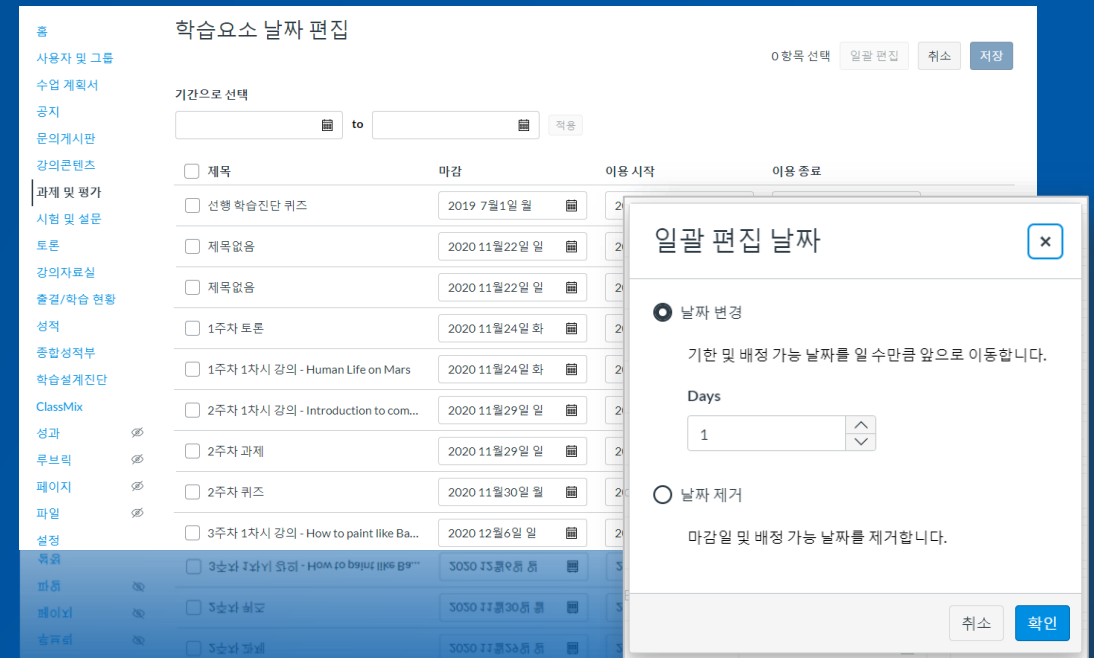 홈
사용자 및 그룹
수업 계획서
공지
문의게시판
강의콘텐츠
과제 및 평가
시험 및 설문
토론
강의자료실
출결/학습 현황
성적
종합성적부
학습설계진단
ClassMix
성과
루브릭
페이지
파일
설정
학습요소 날짜 편집
0 항목 선택 일괄 편집 취소 저장
기간으로 선택
to 적용
제목 마감 이용 시작 이용 종료
선행 학습진단 퀴즈 2019 7월1일 월
제목없음 2020 11월22일 일
제목없음 2020 11월22일 일
1주차 토론 2020 11월24일 화
1주차 1차시 강의 - Human Life on Mars 2020 11월24일 화
2주차 1차시 강의 - Introduction to com... 2020 11월29일 일
2주차 과제 2020 11월29일 일
2주차 퀴즈 2020 11월30일 월
3주차 1차시 강의 - How to paint like Ba... 2020 12월6일 일
일괄 편집 날짜
×
날짜 변경
기한 및 배정 가능 날짜를 일 수만큼 앞으로 이동합니다.
Days
1
날짜 제거
마감일 및 배정 가능 날짜를 제거합니다.
취소 확인